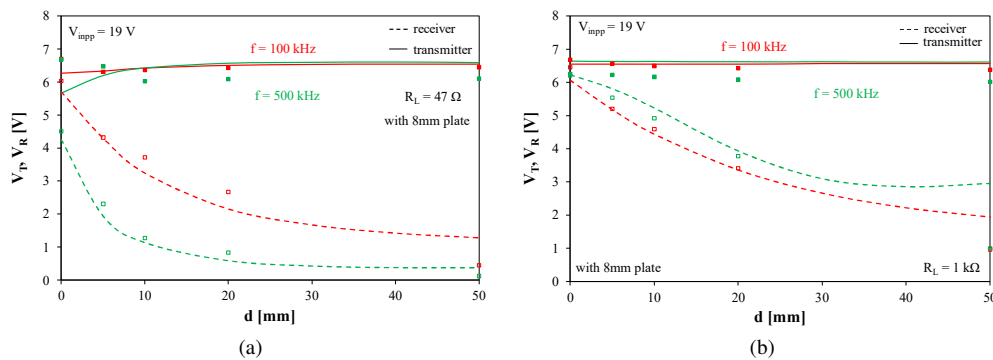 V_inpp = 19 V
receiver
transmitter
f = 100 kHz
f = 500 kHz
R_L = 47 Ω
with 8mm plate
V_T, V_R [V]
8
7
6
5
4
3
2
1
0
0
10
20
30
40
50
d [mm]
(a)
V_inpp = 19 V
receiver
transmitter
f = 100 kHz
f = 500 kHz
with 8mm plate
R_L = 1 kΩ
V_T, V_R [V]
8
7
6
5
4
3
2
1
0
0
10
20
30
40
50
d [mm]
(b)